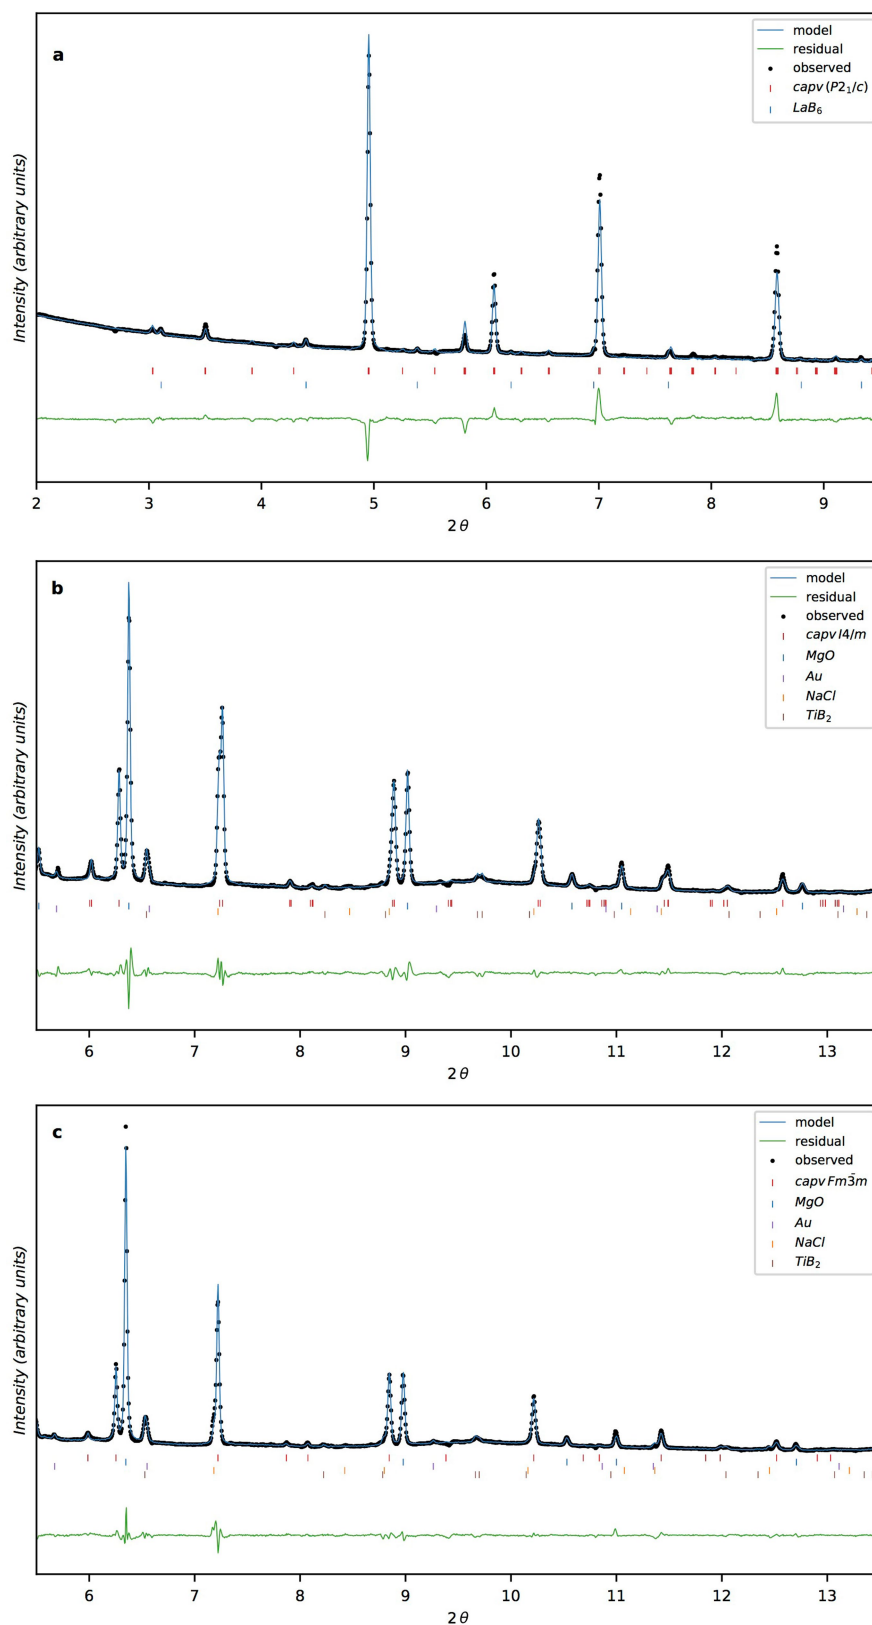 a
model
residual
observed
capv (P2₁/c)
LaB₆
Intensity (arbitrary units)
2 3 4 5 6 7 8 9
2 θ
b
model
residual
observed
capv I4/m
MgO
Au
NaCl
TiB₂
Intensity (arbitrary units)
6 7 8 9 10 11 12 13
2 θ
c
model
residual
observed
capv Fm3̄m
MgO
Au
NaCl
TiB₂
Intensity (arbitrary units)
6 7 8 9 10 11 12 13
2 θ